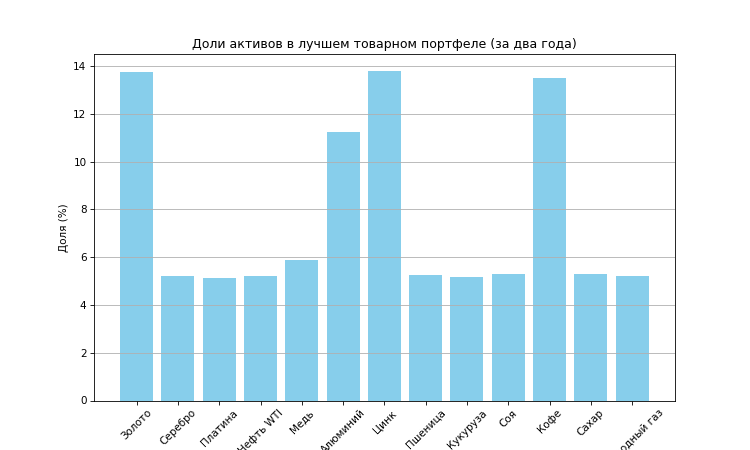 Доли активов в лучшем товарном портфеле (за два года)
Доля (%)
14
12
10
8
6
4
2
0
Золото
Серебро
Платина
Нефть WTI
Медь
Алюминий
Цинк
Пшеница
Кукуруза
Соя
Кофе
Сахар
одный газ